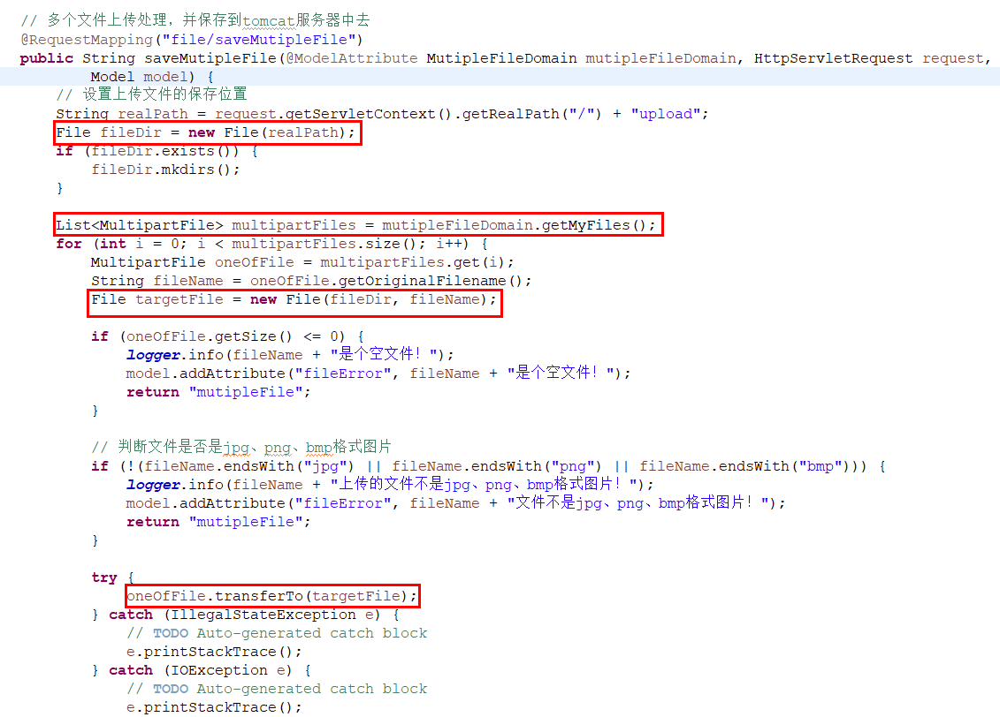 // 多个文件上传处理，并保存到tomcat服务器中去
@RequestMapping("file/saveMutipleFile")
public String saveMutipleFile(@ModelAttribute MutipleFileDomain mutipleFileDomain, HttpServletRequest request,
Model model) {
// 设置上传文件的保存位置
String realPath = request.getServletContext().getRealPath("/") + "upload";
File fileDir = new File(realPath);
if (fileDir.exists()) {
fileDir.mkdirs();
}
List<MultipartFile> multipartFiles = mutipleFileDomain.getMyFiles();
for (int i = 0; i < multipartFiles.size(); i++) {
MultipartFile oneOfFile = multipartFiles.get(i);
String fileName = oneOfFile.getOriginalFilename();
File targetFile = new File(fileDir, fileName);
if (oneOfFile.getSize() <= 0) {
logger.info(fileName + "是个空文件！");
model.addAttribute("fileError", fileName + "是个空文件！");
return "mutipleFile";
}
// 判断文件是否是jpg、png、bmp格式图片
if (!(fileName.endsWith("jpg") || fileName.endsWith("png") || fileName.endsWith("bmp"))) {
logger.info(fileName + "上传的文件不是jpg、png、bmp格式图片！");
model.addAttribute("fileError", fileName + "文件不是jpg、png、bmp格式图片！");
return "mutipleFile";
}
try {
oneOfFile.transferTo(targetFile);
} catch (IllegalStateException e) {
// TODO Auto-generated catch block
e.printStackTrace();
} catch (IOException e) {
// TODO Auto-generated catch block
e.printStackTrace();